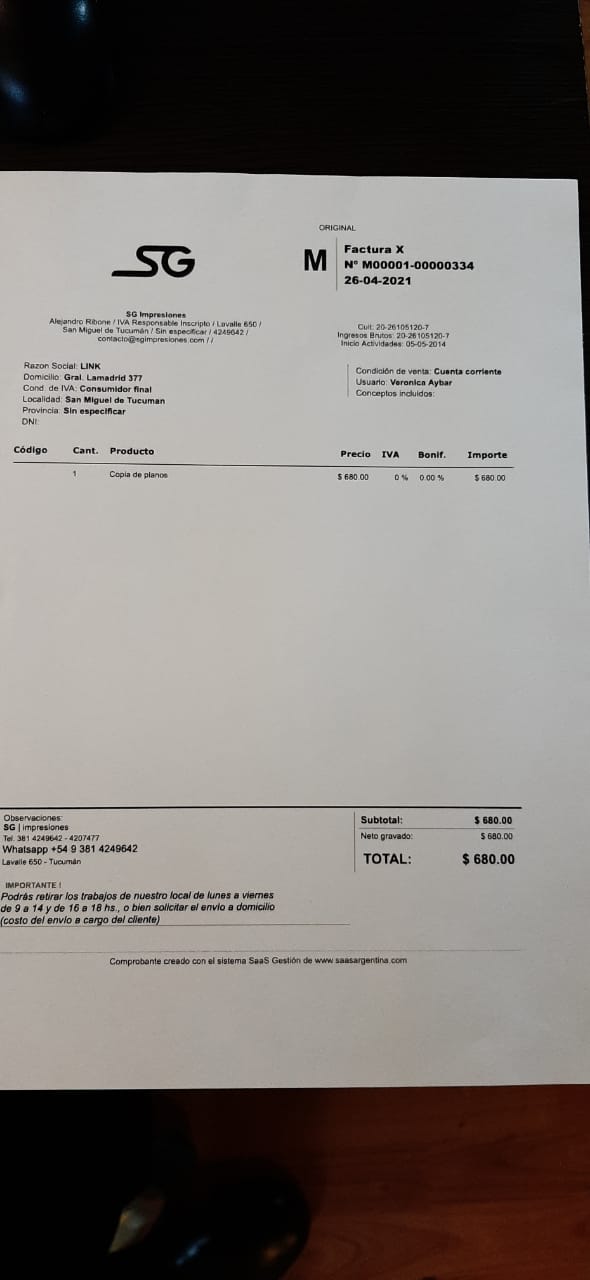 ORIGINAL
SG
M
Factura X
N° M00001-00000334
26-04-2021
SG Impresiones
Alejandro Ribone / IVA Responsable Inscripto / Lavalle 650 /
San Miguel de Tucumán / Sin especificar / 4249642 /
contacto@sgimpresiones.com / /
Cuit: 20-26105120-7
Ingresos Brutos: 20-26105120-7
Inicio Actividades: 05-05-2014
Razon Social: LINK
Domicilio: Gral. Lamadrid 377
Cond. de IVA: Consumidor final
Localidad: San Miguel de Tucuman
Provincia: Sin especificar
DNI:
Condición de venta: Cuenta corriente
Usuario: Veronica Aybar
Conceptos incluidos:
Código Cant. Producto Precio IVA Bonif. Importe
1 Copia de planos $ 680.00 0 % 0.00 % $ 680.00
Observaciones:
SG | impresiones
Tel. 381 4249642 - 4207477
Whatsapp +54 9 381 4249642
Lavalle 650 - Tucumán
Subtotal: $ 680.00
Neto gravado: $ 680.00
TOTAL: $ 680.00
IMPORTANTE !
Podrás retirar los trabajos de nuestro local de lunes a viernes
de 9 a 14 y de 16 a 18 hs., o bien solicitar el envío a domicilio
(costo del envío a cargo del cliente)
Comprobante creado con el sistema SaaS Gestión de www.saasargentina.com